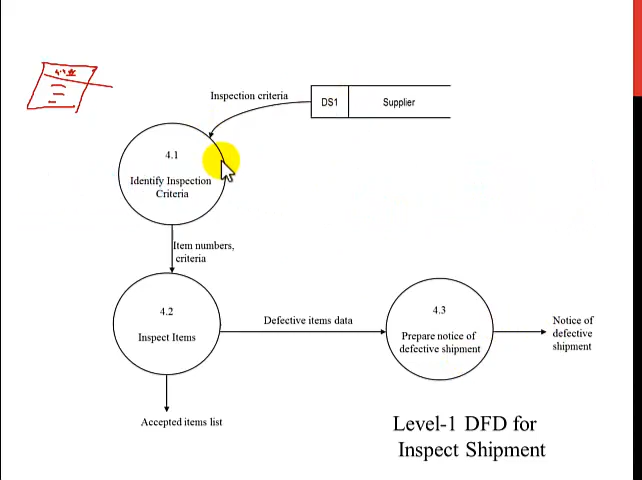 Inspection criteria
DS1
Supplier
4.1
Identify Inspection
Criteria
Item numbers,
criteria
4.2
Inspect Items
Defective items data
4.3
Prepare notice of
defective shipment
Notice of
defective
shipment
Accepted items list
Level-1 DFD for
Inspect Shipment